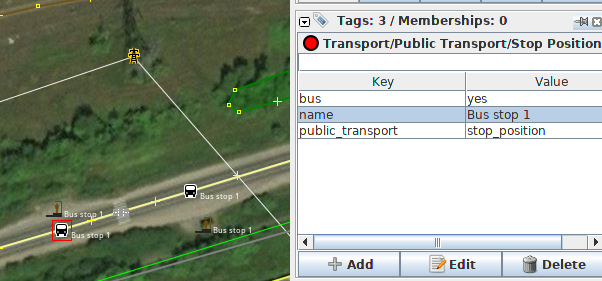 Tags: 3 / Memberships: 0
Transport/Public Transport/Stop Position
Key Value
bus yes
name Bus stop 1
public_transport stop_position
Add Edit Delete
Bus stop 1
Bus stop 1
Bus stop 1
Bus stop 1